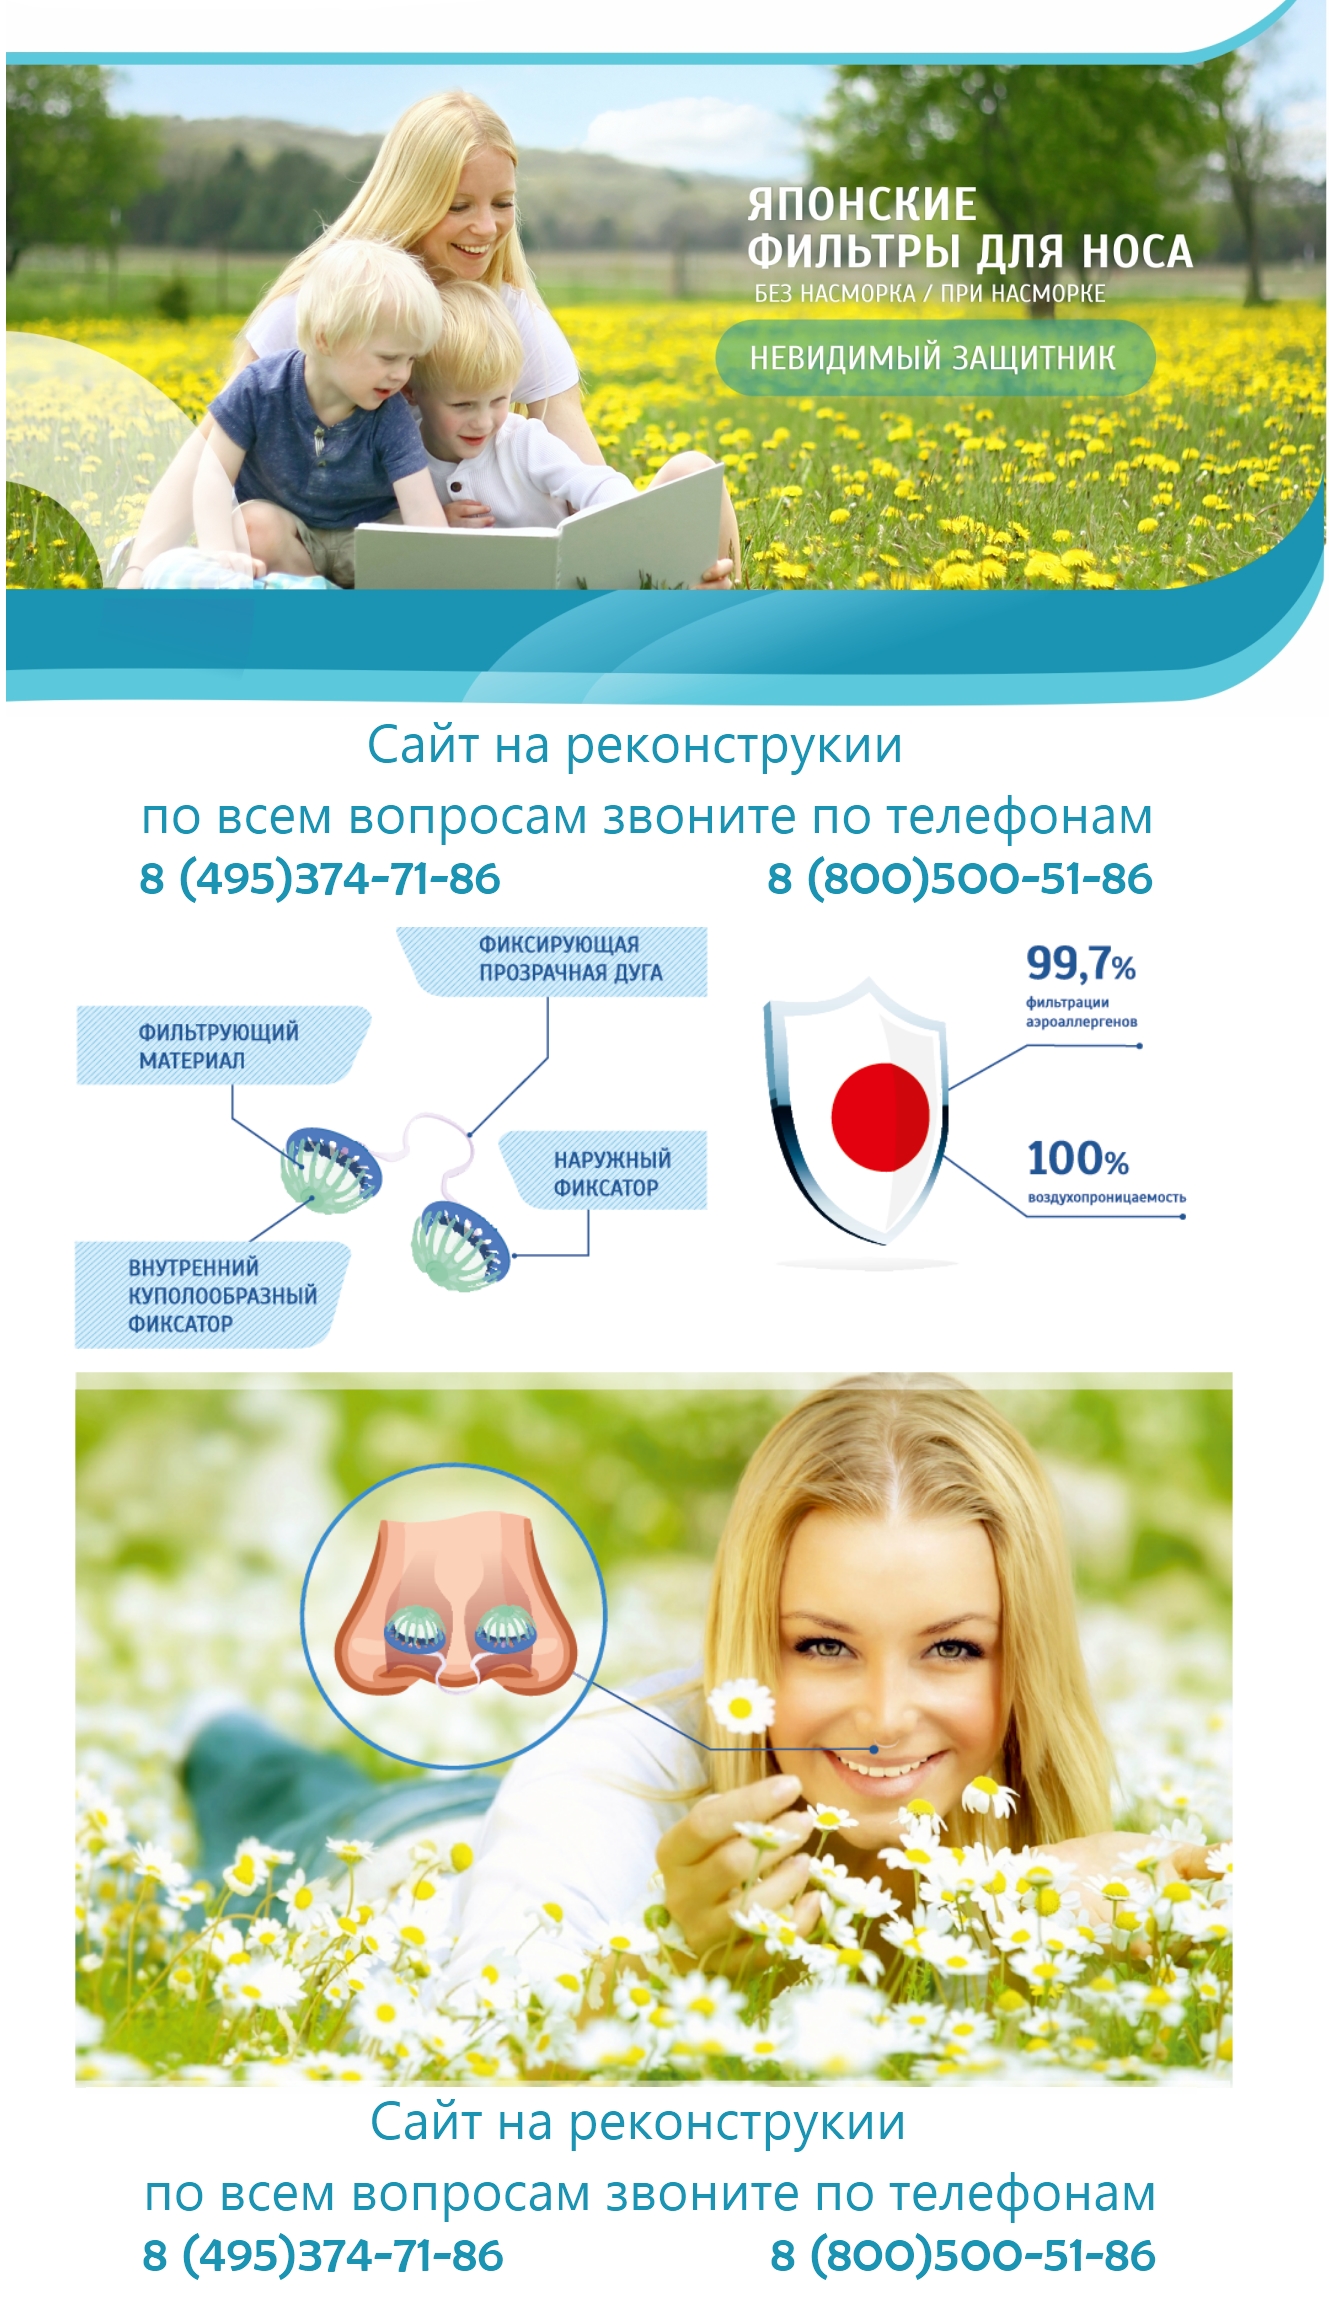 ЯПОНСКИЕ
ФИЛЬТРЫ ДЛЯ НОСА
БЕЗ НАСМОРКА / ПРИ НАСМОРКЕ
НЕВИДИМЫЙ ЗАЩИТНИК
Сайт на реконструкии
по всем вопросам звоните по телефонам
8 (495)374-71-86 8 (800)500-51-86
ФИКСИРУЮЩАЯ
ПРОЗРАЧНАЯ ДУГА
ФИЛЬТРУЮЩИЙ
МАТЕРИАЛ
НАРУЖНЫЙ
ФИКСАТОР
ВНУТРЕННИЙ
КУПОЛООБРАЗНЫЙ
ФИКСАТОР
99,7%
фильтрации
аэроаллергенов
100%
воздухопроницаемость
Сайт на реконструкии
по всем вопросам звоните по телефонам
8 (495)374-71-86 8 (800)500-51-86